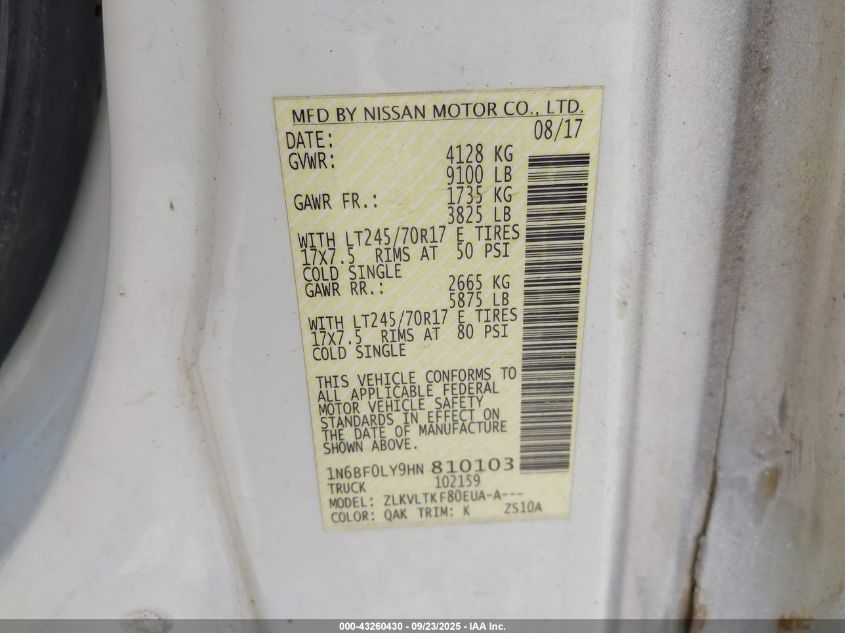 MFD BY NISSAN MOTOR CO., LTD.
DATE: 08/17
GVWR: 4128 KG
9100 LB
GAWR FR.: 1735 KG
3825 LB
WITH LT245/70R17 E TIRES
17X7.5 RIMS AT 50 PSI
COLD SINGLE
GAWR RR.: 2665 KG
5875 LB
WITH LT245/70R17 E TIRES
17X7.5 RIMS AT 80 PSI
COLD SINGLE
THIS VEHICLE CONFORMS TO
ALL APPLICABLE FEDERAL
MOTOR VEHICLE SAFETY
STANDARDS IN EFFECT ON
THE DATE OF MANUFACTURE
SHOWN ABOVE.
1N6BF0LY9HN 810103
TRUCK 102159
MODEL: ZLKVLTKF80EUA-A---
COLOR: QAK TRIM: K ZS10A
000-43260430 - 09/23/2025 - IAA Inc.